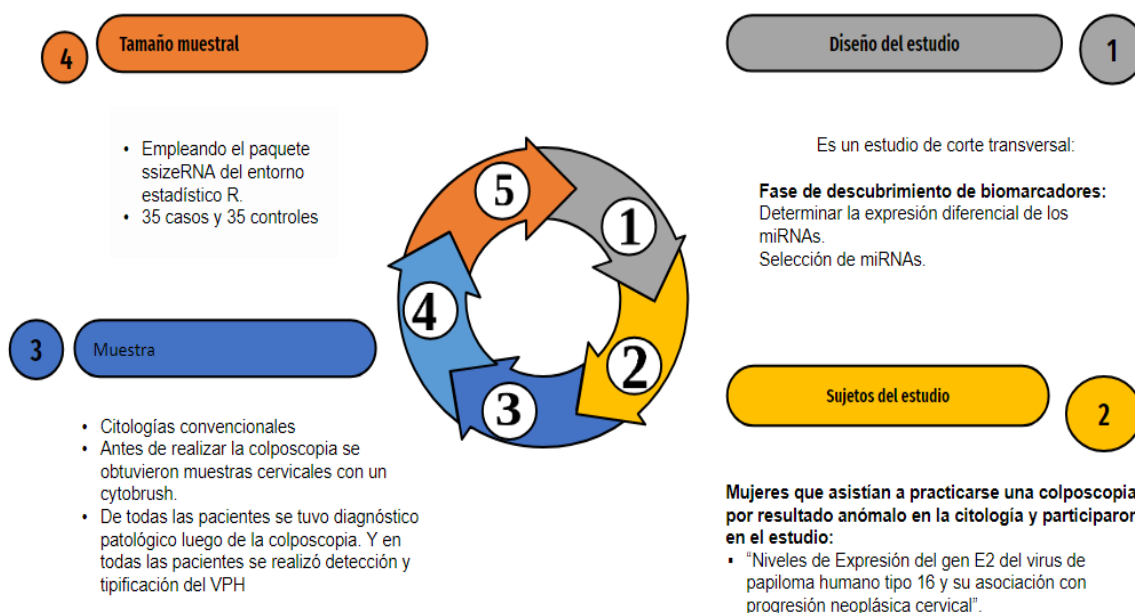 Diseño del estudio
1
Es un estudio de corte transversal:
Fase de descubrimiento de biomarcadores:
Determinar la expresión diferencial de los
miRNAs.
Selección de miRNAs.
Sujetos del estudio
2
Mujeres que asistían a practicarse una colposcopia
por resultado anómalo en la citología y participaron
en el estudio:
▪ “Niveles de Expresión del gen E2 del virus de
papiloma humano tipo 16 y su asociación con
progresión neoplásica cervical”.
3
Muestra
• Citologías convencionales
• Antes de realizar la colposcopia se
obtuvieron muestras cervicales con un
cytobrush.
• De todas las pacientes se tuvo diagnóstico
patológico luego de la colposcopia. Y en
todas las pacientes se realizó detección y
tipificación del VPH
4
Tamaño muestral
• Empleando el paquete
ssizeRNA del entorno
estadístico R.
• 35 casos y 35 controles
1
2
3
4
5